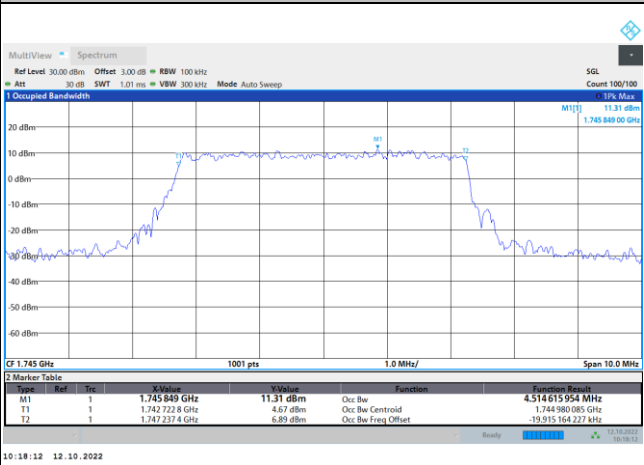 MultiView Spectrum
Ref Level 30.00 dBm Offset 3.00 dB RBW 100 kHz SGL
Att 30 dB SWT 1.01 ms VBW 300 kHz Mode Auto Sweep Count 100/100
1 Occupied Bandwidth 1Pk Max
M1[1] 11.31 dBm
1.745 849 00 GHz
20 dBm
M1
10 dBm
T1
T2
0 dBm
-10 dBm
-20 dBm
-30 dBm
-40 dBm
-50 dBm
-60 dBm
CF 1.745 GHz 1001 pts 1.0 MHz/ Span 10.0 MHz
2 Marker Table
Type Ref Trc X-Value Y-Value Function Function Result
M1 1 1.745 849 GHz 11.31 dBm Occ Bw 4.514 615 954 MHz
T1 1 1.742 722 8 GHz 4.67 dBm Occ Bw Centroid 1.744 980 085 GHz
T2 1 1.747 237 4 GHz 6.89 dBm Occ Bw Freq Offset -19.915 164 227 kHz
Ready 12.10.2022
10:18:12
10:18:12 12.10.2022